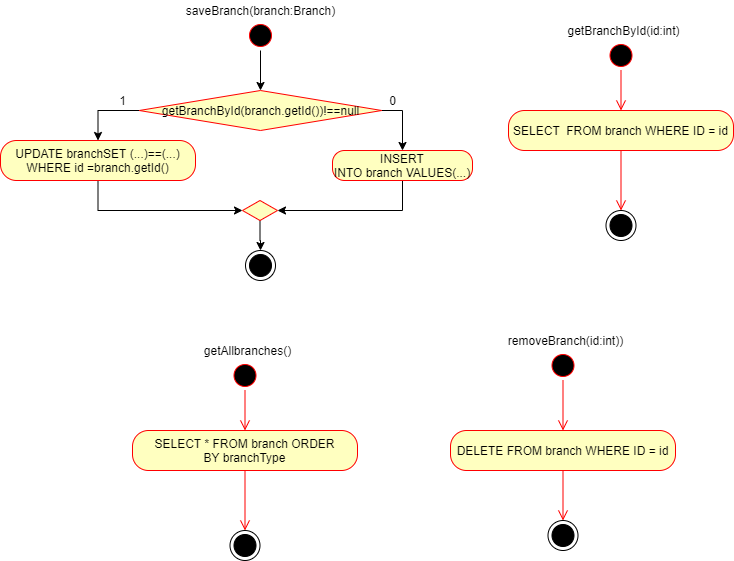 saveBranch(branch:Branch)
getBranchById(branch.getId())!==null
1
0
UPDATE branchSET (...)==(...)
WHERE id =branch.getId()
INSERT
INTO branch VALUES(...)
getBranchById(id:int)
SELECT  FROM branch WHERE ID = id
getAllbranches()
SELECT * FROM branch ORDER
BY branchType
removeBranch(id:int))
DELETE FROM branch WHERE ID = id